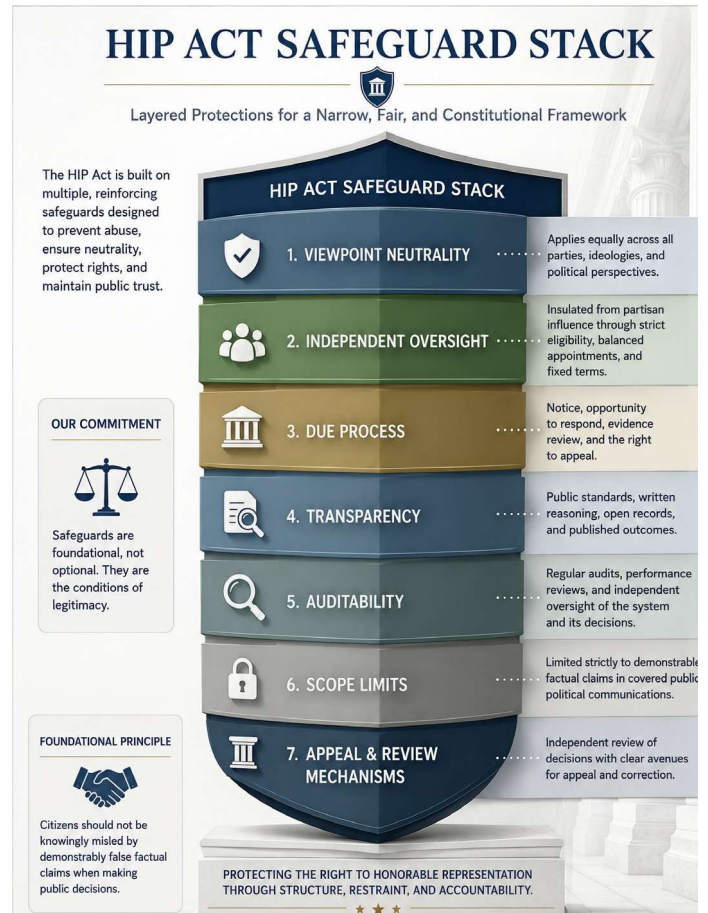 HIP ACT SAFEGUARD STACK
Layered Protections for a Narrow, Fair, and Constitutional Framework
The HIP Act is built on
multiple, reinforcing
safeguards designed
to prevent abuse,
ensure neutrality,
protect rights, and
maintain public trust.
HIP ACT SAFEGUARD STACK
1. VIEWPOINT NEUTRALITY
Applies equally across all
parties, ideologies, and
political perspectives.
2. INDEPENDENT OVERSIGHT
Insulated from partisan
influence through strict
eligibility, balanced
appointments, and
fixed terms.
3. DUE PROCESS
Notice, opportunity
to respond, evidence
review, and the right
to appeal.
OUR COMMITMENT
Safeguards are
foundational, not
optional. They are
the conditions of
legitimacy.
4. TRANSPARENCY
Public standards, written
reasoning, open records,
and published outcomes.
5. AUDITABILITY
Regular audits, performance
reviews, and independent
oversight of the system
and its decisions.
6. SCOPE LIMITS
Limited strictly to demonstrable
factual claims in covered public
political communications.
7. APPEAL & REVIEW
MECHANISMS
Independent review of
decisions with clear avenues
for appeal and correction.
FOUNDATIONAL PRINCIPLE
Citizens should not be
knowingly misled by
demonstrably false factual
claims when making
public decisions.
PROTECTING THE RIGHT TO HONORABLE REPRESENTATION
THROUGH STRUCTURE, RESTRAINT, AND ACCOUNTABILITY.